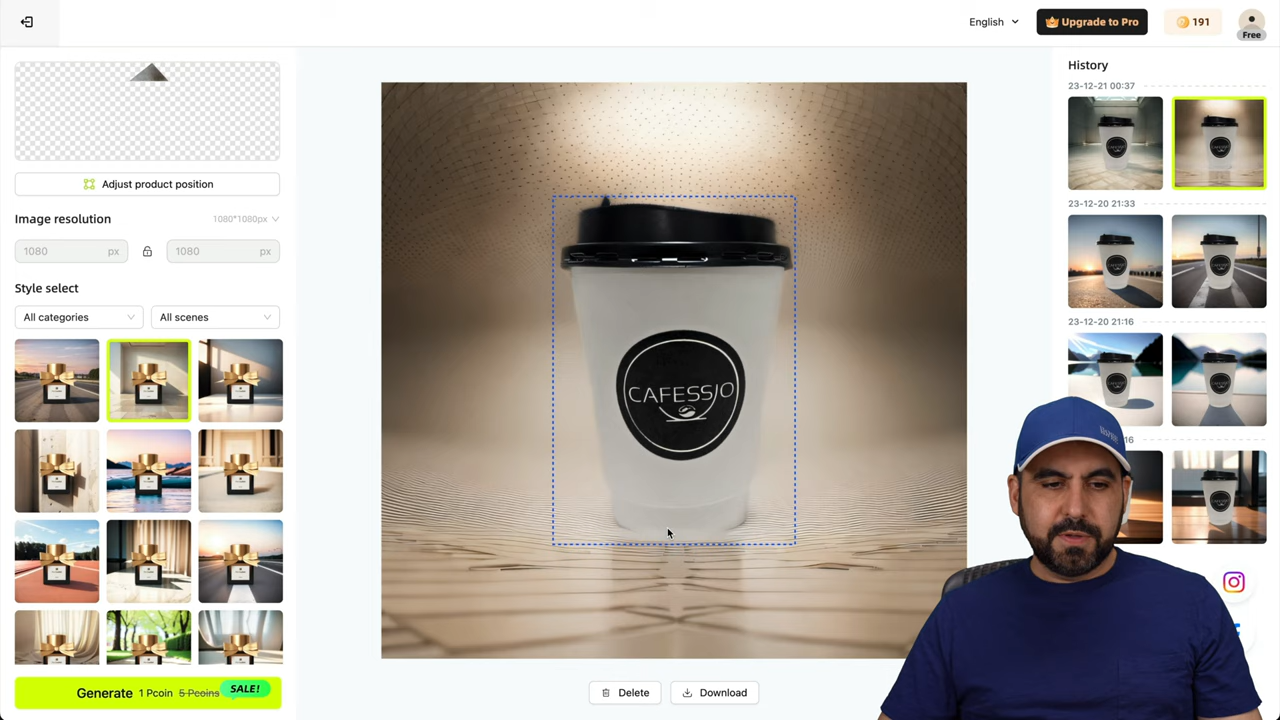 English
Upgrade to Pro
191
Free
Adjust product position
Image resolution
1080*1080px
1080 px
1080 px
Style select
All categories
All scenes
Generate 1 Pcoin 5 Pcoins SALE!
CAFESSJO
Delete
Download
History
23-12-21 00:37
23-12-20 21:33
23-12-20 21:16
16